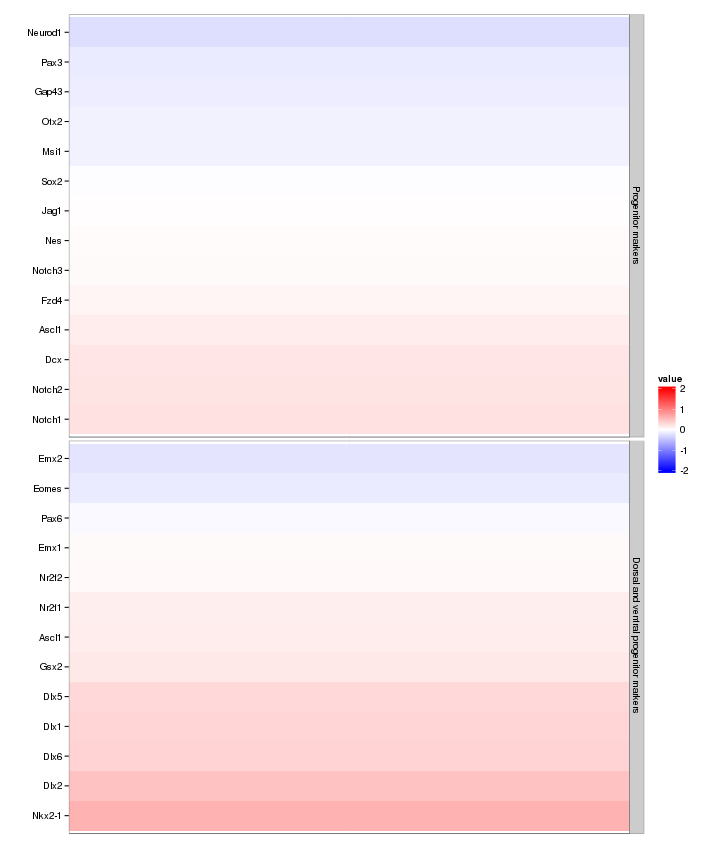 Neurod1
Pax3
Gap43
Otx2
Msi1
Sox2
Jag1
Nes
Notch3
Fzd4
Ascl1
Dcx
Notch2
Notch1
Progenitor markers
Emx2
Eomes
Pax6
Emx1
Nr2f2
Nr2f1
Ascl1
Gsx2
Dlx5
Dlx1
Dlx6
Dlx2
Nkx2-1
Dorsal and ventral progenitor markers
value
2
1
0
-1
-2